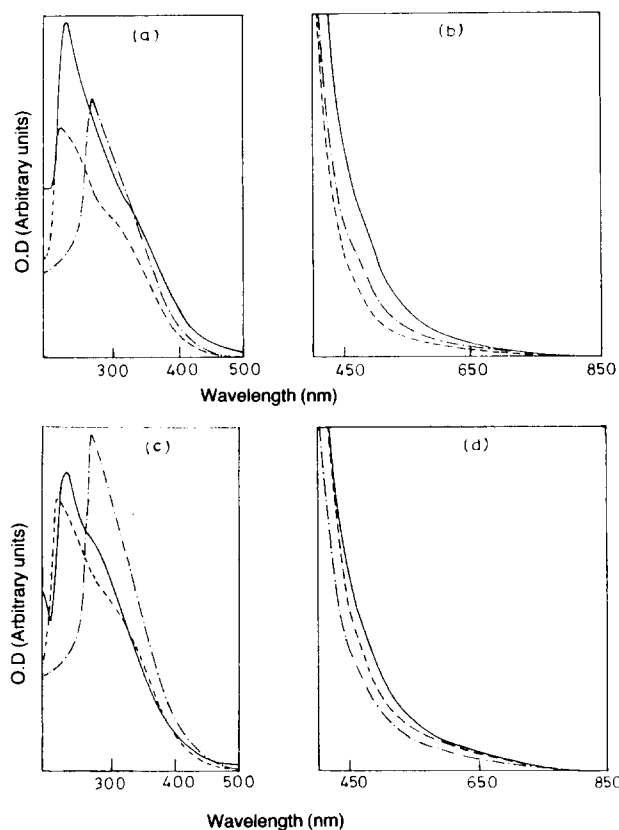 (a)
(b)
O.D (Arbitrary units)
300 400 500
450 650 850
Wavelength (nm)
(c)
(d)
O.D (Arbitrary units)
300 400 500
450 650 850
Wavelength (nm)